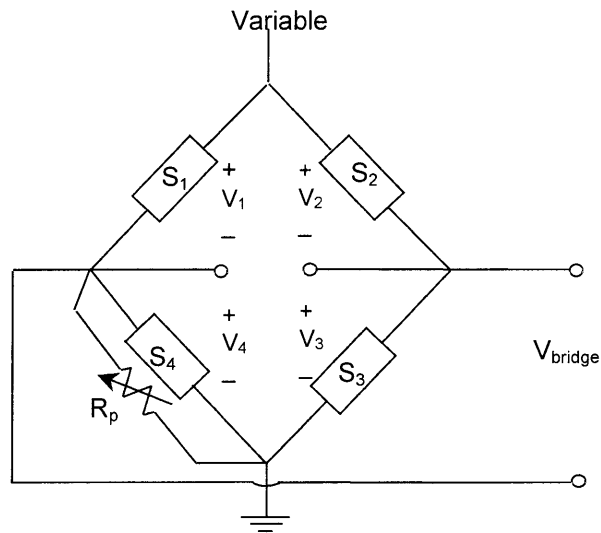 Variable
S1
S2
+
V1
−
+
V2
−
+
V4
−
+
V3
−
S4
S3
Rp
Vbridge